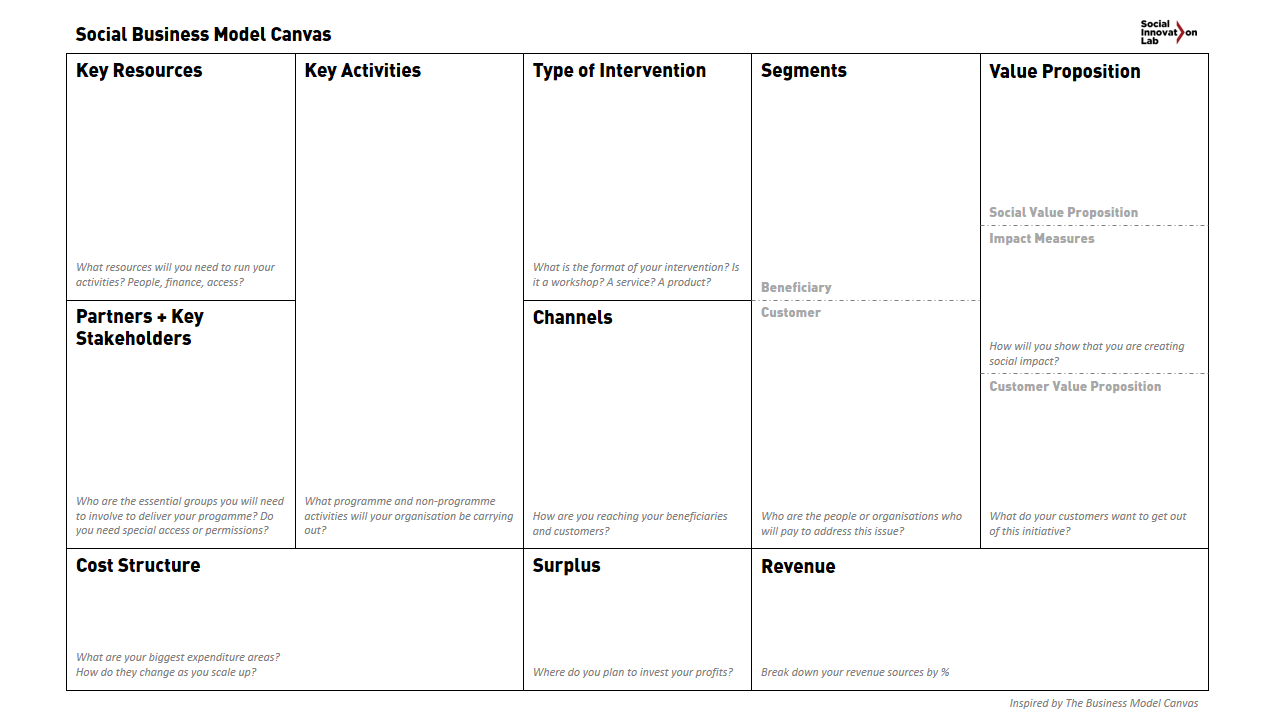 Social Business Model Canvas
Social
Innovat on
Lab
Key Resources
What resources will you need to run your
activities? People, finance, access?
Partners + Key
Stakeholders
Who are the essential groups you will need
to involve to deliver your progamme? Do
you need special access or permissions?
Key Activities
What programme and non-programme
activities will your organisation be carrying
out?
Type of Intervention
What is the format of your intervention? Is
it a workshop? A service? A product?
Channels
How are you reaching your beneficiaries
and customers?
Segments
Beneficiary
Customer
Who are the people or organisations who
will pay to address this issue?
Value Proposition
Social Value Proposition
Impact Measures
How will you show that you are creating
social impact?
Customer Value Proposition
What do your customers want to get out
of this initiative?
Cost Structure
What are your biggest expenditure areas?
How do they change as you scale up?
Surplus
Where do you plan to invest your profits?
Revenue
Break down your revenue sources by %
Inspired by The Business Model Canvas